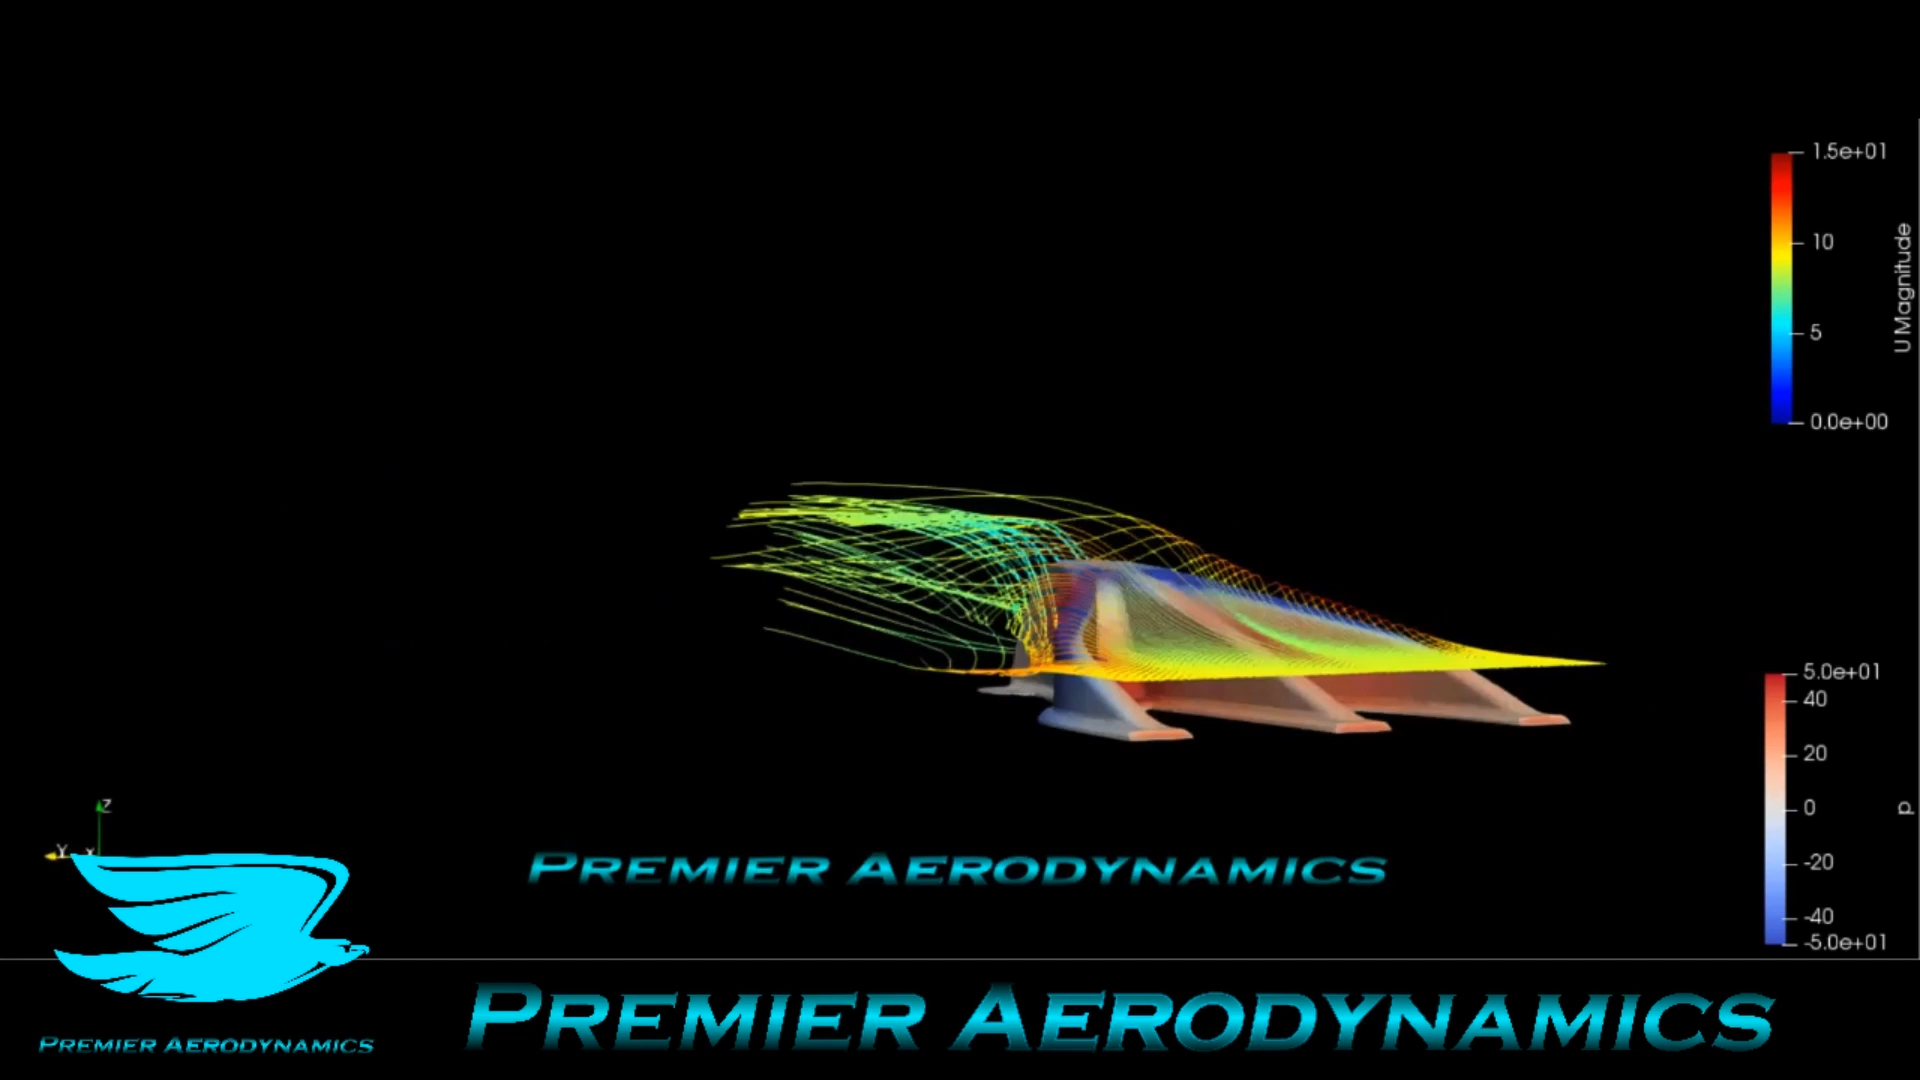 1.5e+01
10
5
0.0e+00
U Magnitude
5.0e+01
40
20
0
-20
-40
-5.0e+01
p
Z
Y X
PREMIER AERODYNAMICS
PREMIER AERODYNAMICS
PREMIER AERODYNAMICS